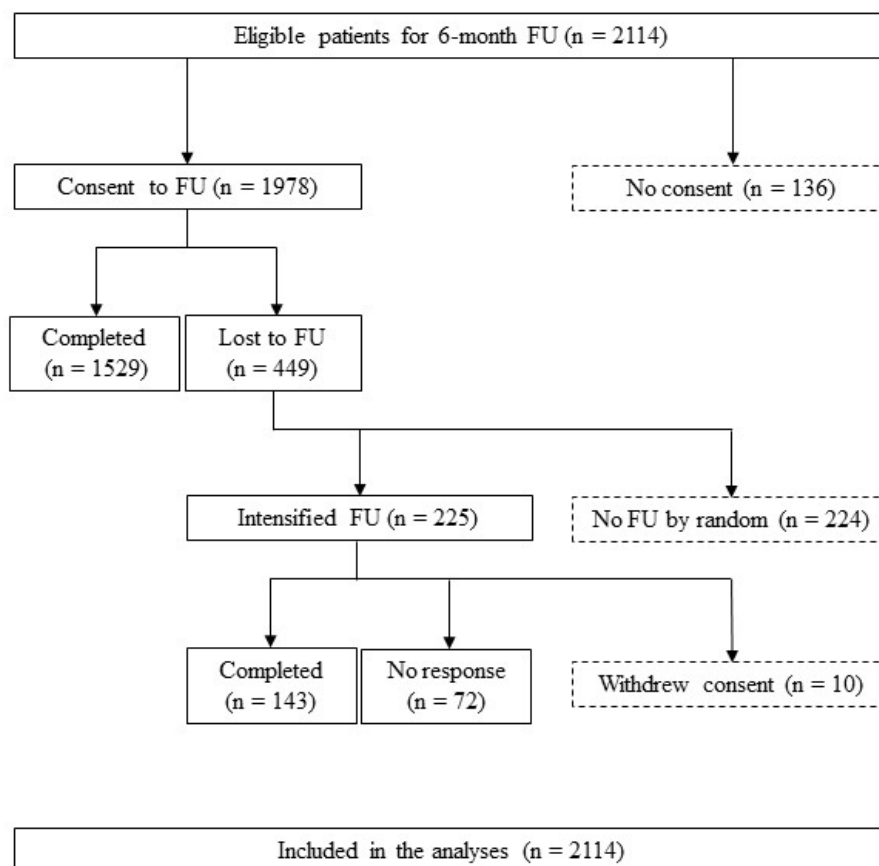 Eligible patients for 6-month FU (n = 2114)
Consent to FU (n = 1978)
No consent (n = 136)
Completed
(n = 1529)
Lost to FU
(n = 449)
Intensified FU (n = 225)
No FU by random (n = 224)
Completed
(n = 143)
No response
(n = 72)
Withdrew consent (n = 10)
Included in the analyses (n = 2114)